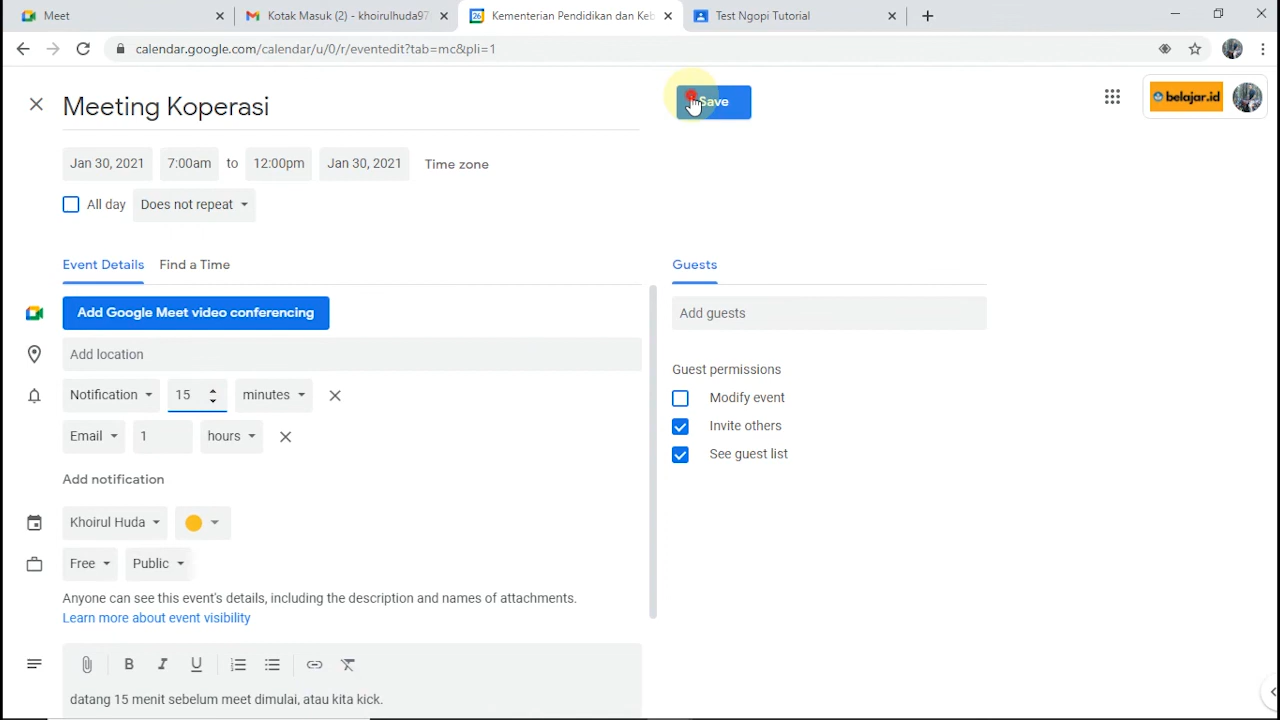 Meet
Kotak Masuk (2) - khoirulhuda97
Kementerian Pendidikan dan Keb
Test Ngopi Tutorial
calendar.google.com/calendar/u/0/r/eventedit?tab=mc&pli=1
Meeting Koperasi
Save
belajar.id
Jan 30, 2021 7:00am to 12:00pm Jan 30, 2021 Time zone
All day Does not repeat
Event Details Find a Time
Guests
Add Google Meet video conferencing
Add guests
Add location
Guest permissions
Notification 15 minutes
Modify event
Invite others
Email 1 hours
See guest list
Add notification
Khoirul Huda
Free Public
Anyone can see this event's details, including the description and names of attachments.
Learn more about event visibility
B I U
datang 15 menit sebelum meet dimulai, atau kita kick.